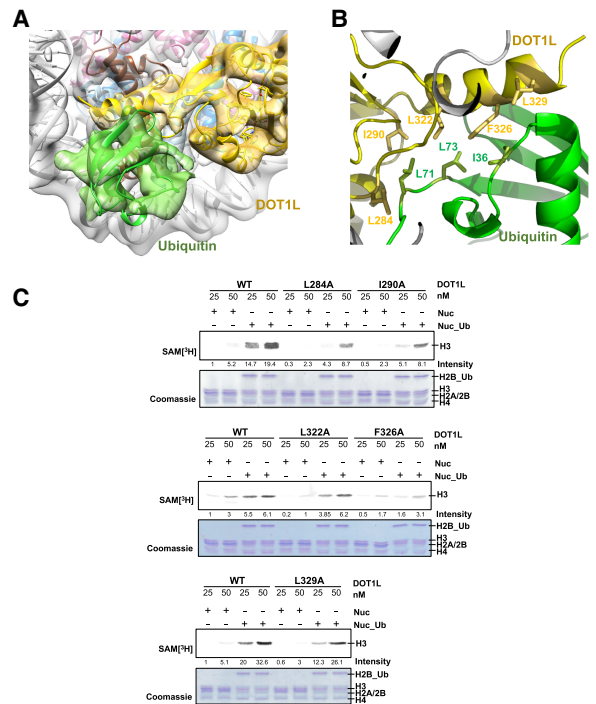 A
B
DOT1L
Ubiquitin
DOT1L
L329
L322
F326
I290
L73
I36
L71
L284
Ubiquitin
C
WT L284A I290A DOT1L
25 50 25 50 25 50 25 50 25 50 25 50 nM
+ + – – + + – – + + – – Nuc
– – + + – – + + – – + + Nuc_Ub
SAM[³H] H3
1 5.2 14.7 19.4 0.3 2.3 4.3 8.7 0.5 2.3 5.1 8.1 Intensity
H2B_Ub
H3
H2A/2B
H4
Coomassie
WT L322A F326A DOT1L
25 50 25 50 25 50 25 50 25 50 25 50 nM
+ + – – + + – – + + – – Nuc
– – + + – – + + – – + + Nuc_Ub
SAM[³H] H3
1 3 5.5 6.1 0.2 1 3.85 6.2 0.5 1.7 1.6 3.1 Intensity
H2B_Ub
H3
H2A/2B
H4
Coomassie
WT L329A DOT1L
25 50 25 50 25 50 25 50 nM
+ + – – + + – – Nuc
– – + + – – + + Nuc_Ub
SAM[³H] H3
1 5.1 20 32.6 0.6 3 12.3 26.1 Intensity
H2B_Ub
H3
H2A/2B
H4
Coomassie